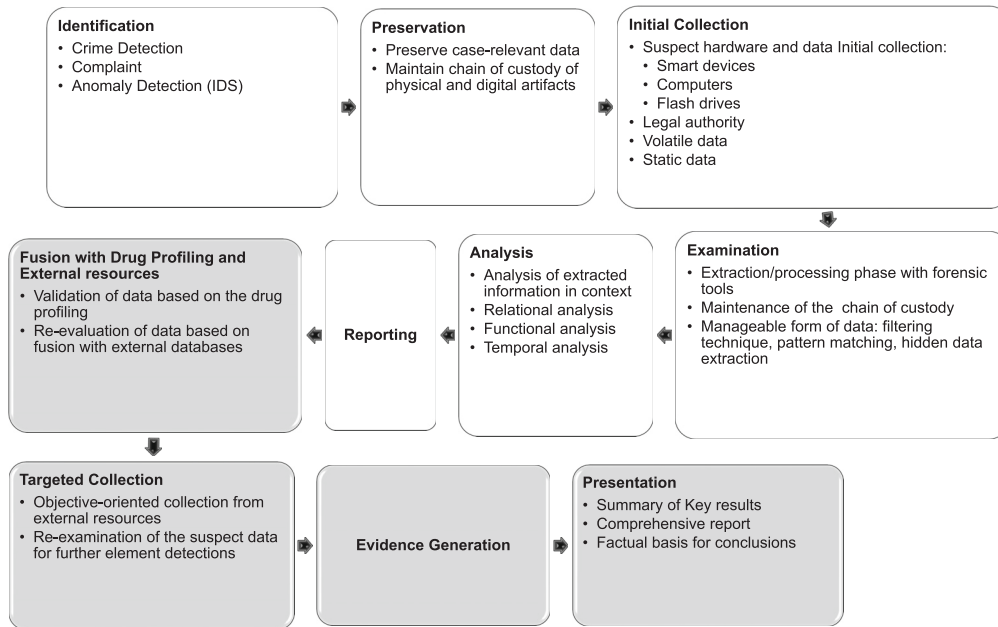 Identification
• Crime Detection
• Complaint
• Anomaly Detection (IDS)
Preservation
• Preserve case-relevant data
• Maintain chain of custody of
physical and digital artifacts
Initial Collection
• Suspect hardware and data Initial collection:
• Smart devices
• Computers
• Flash drives
• Legal authority
• Volatile data
• Static data
Examination
• Extraction/processing phase with forensic
tools
• Maintenance of the chain of custody
• Manageable form of data: filtering
technique, pattern matching, hidden data
extraction
Analysis
• Analysis of extracted
information in context
• Relational analysis
• Functional analysis
• Temporal analysis
Reporting
Fusion with Drug Profiling and
External resources
• Validation of data based on the drug
profiling
• Re-evaluation of data based on
fusion with external databases
Targeted Collection
• Objective-oriented collection from
external resources
• Re-examination of the suspect data
for further element detections
Evidence Generation
Presentation
• Summary of Key results
• Comprehensive report
• Factual basis for conclusions